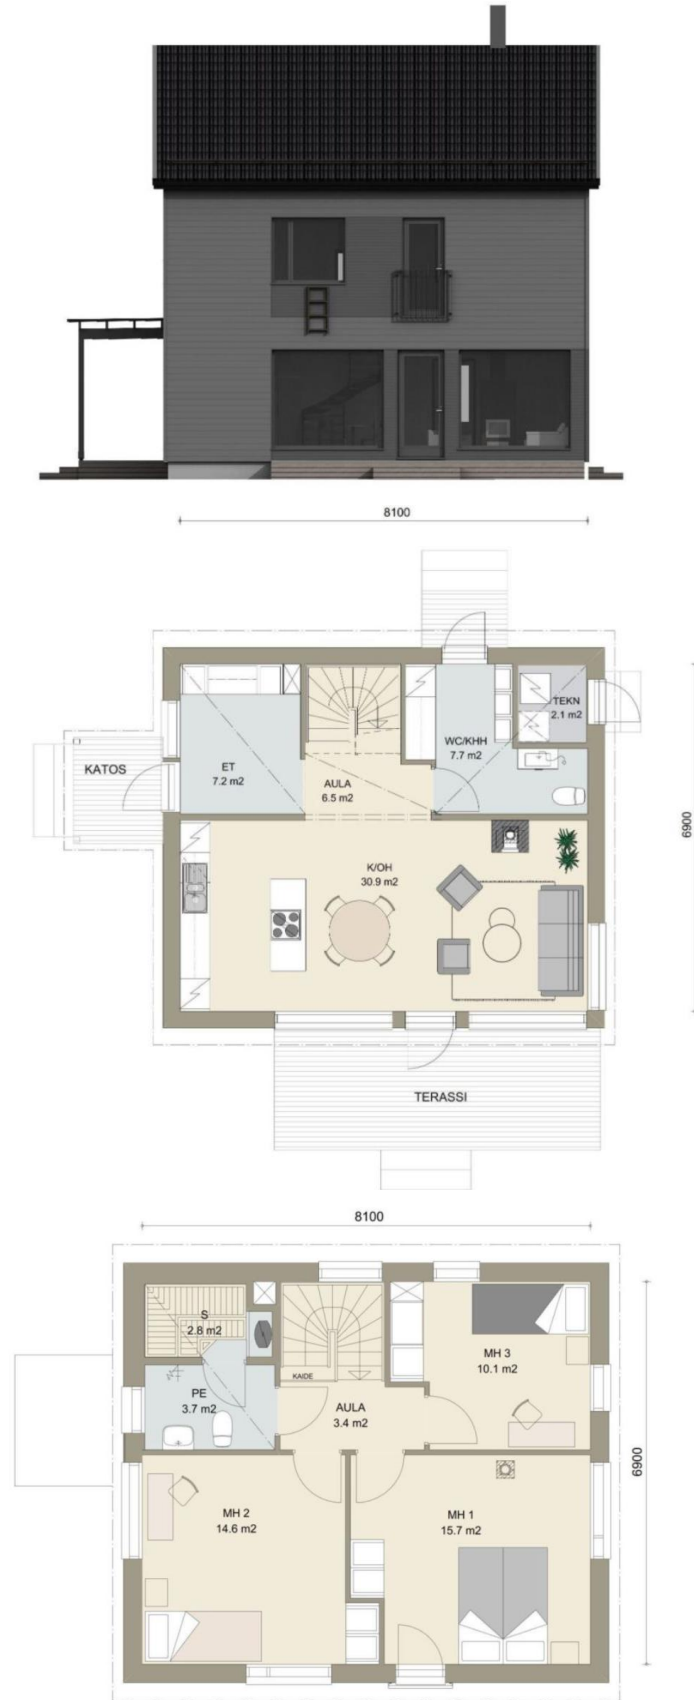 8100
TEKN
2.1 m2
WC/KHH
7.7 m2
KATOS
ET
7.2 m2
AULA
6.5 m2
6900
K/OH
30.9 m2
TERASSI
8100
S
2.8 m2
MH 3
10.1 m2
KAIDE
PE
3.7 m2
AULA
3.4 m2
6900
MH 2
14.6 m2
MH 1
15.7 m2